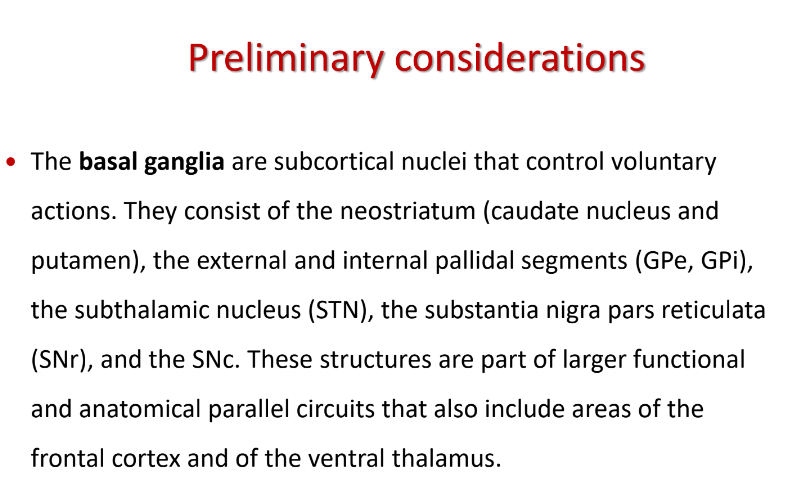 Preliminary considerations
• The basal ganglia are subcortical nuclei that control voluntary
actions. They consist of the neostriatum (caudate nucleus and
putamen), the external and internal pallidal segments (GPe, GPi),
the subthalamic nucleus (STN), the substantia nigra pars reticulata
(SNr), and the SNc. These structures are part of larger functional
and anatomical parallel circuits that also include areas of the
frontal cortex and of the ventral thalamus.